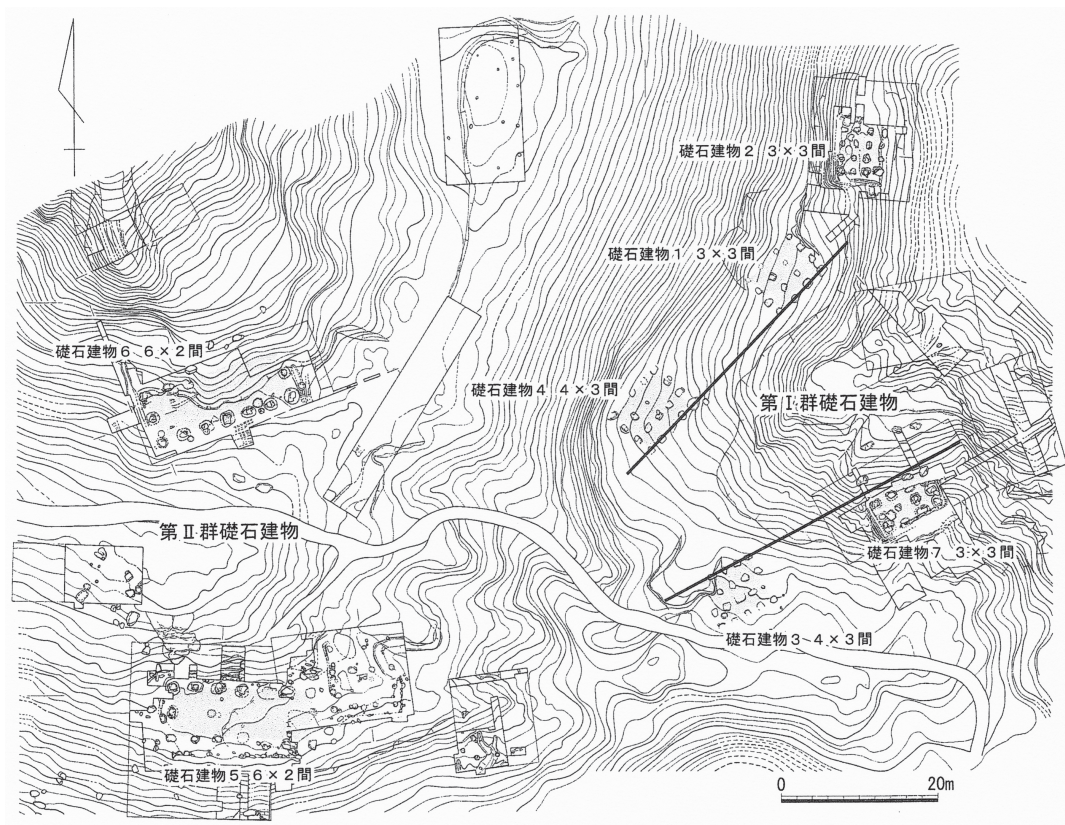 礎石建物2 3×3間
礎石建物1 3×3間
礎石建物6 6×2間
礎石建物4 4×3間
第Ⅰ群礎石建物
第Ⅱ群礎石建物
礎石建物7 3×3間
礎石建物3 4×3間
礎石建物5 6×2間
0 20m